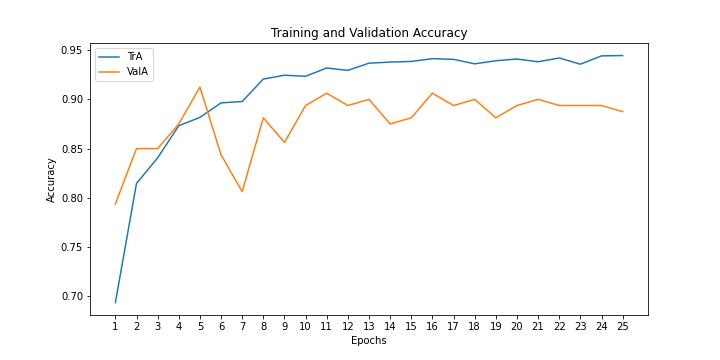 Training and Validation Accuracy
TrA
ValA
0.95
0.90
0.85
0.80
0.75
0.70
Accuracy
1 2 3 4 5 6 7 8 9 10 11 12 13 14 15 16 17 18 19 20 21 22 23 24 25
Epochs